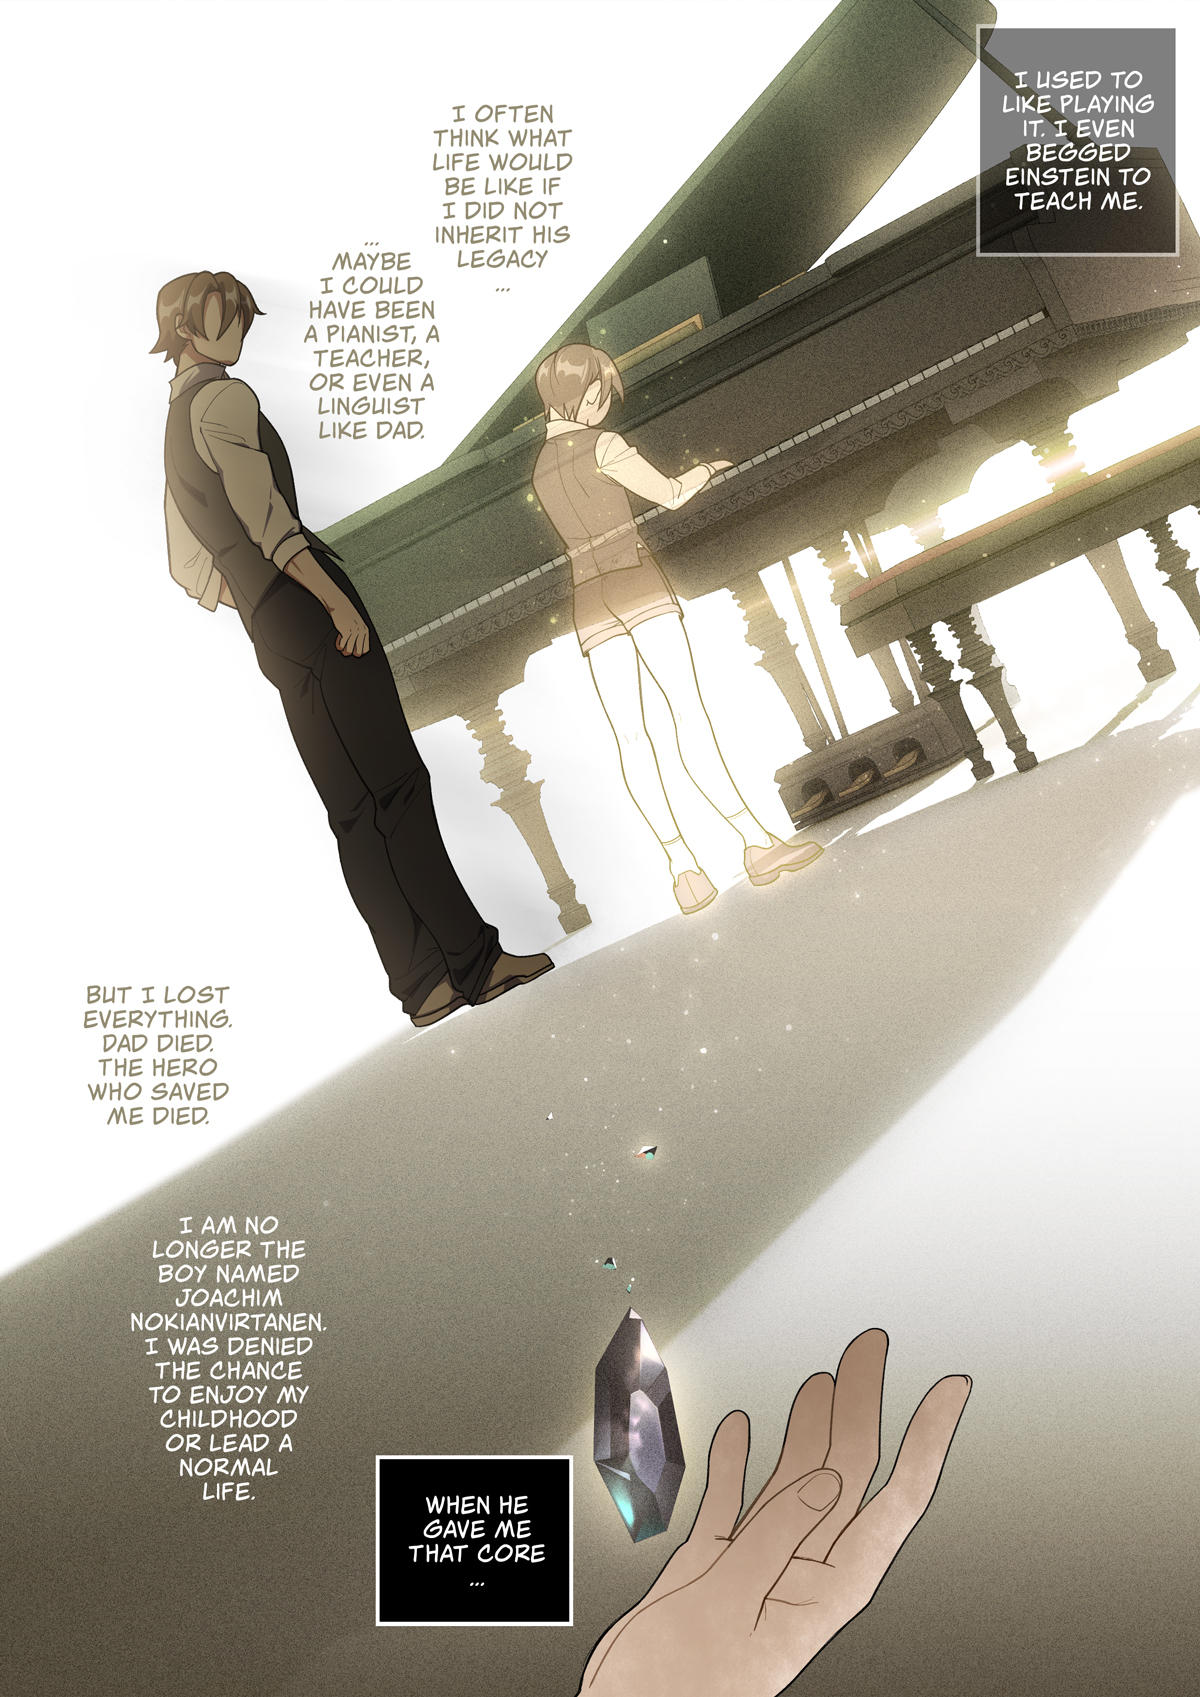 I USED TO
LIKE PLAYING
IT. I EVEN
BEGGED
EINSTEIN TO
TEACH ME.
I OFTEN
THINK WHAT
LIFE WOULD
BE LIKE IF
I DID NOT
INHERIT HIS
LEGACY
...
...
MAYBE
I COULD
HAVE BEEN
A PIANIST, A
TEACHER,
OR EVEN A
LINGUIST
LIKE DAD.
BUT I LOST
EVERYTHING.
DAD DIED.
THE HERO
WHO SAVED
ME DIED.
I AM NO
LONGER THE
BOY NAMED
JOACHIM
NOKIANVIRTANEN.
I WAS DENIED
THE CHANCE
TO ENJOY MY
CHILDHOOD
OR LEAD A
NORMAL
LIFE.
WHEN HE
GAVE ME
THAT CORE
...